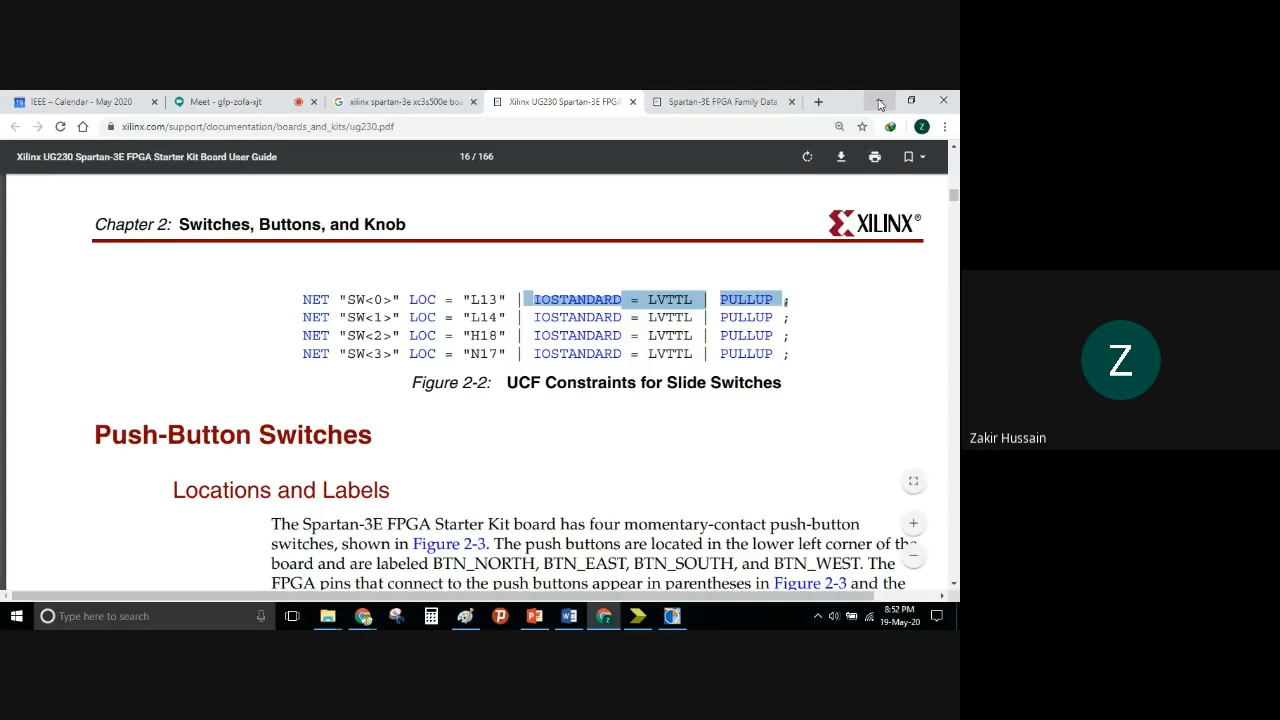 IEEE – Calendar - May 2020
Meet - gfp-zofa-xjt
xilinx spartan-3e xc3s500e boa
Xilinx UG230 Spartan-3E FPGA
Spartan-3E FPGA Family Data
xilinx.com/support/documentation/boards_and_kits/ug230.pdf
Z
Xilinx UG230 Spartan-3E FPGA Starter Kit Board User Guide
16 / 166
Chapter 2: Switches, Buttons, and Knob
XILINX®
NET "SW<0>" LOC = "L13" | IOSTANDARD = LVTTL | PULLUP ;
NET "SW<1>" LOC = "L14" | IOSTANDARD = LVTTL | PULLUP ;
NET "SW<2>" LOC = "H18" | IOSTANDARD = LVTTL | PULLUP ;
NET "SW<3>" LOC = "N17" | IOSTANDARD = LVTTL | PULLUP ;
Figure 2-2: UCF Constraints for Slide Switches
Push-Button Switches
Locations and Labels
The Spartan-3E FPGA Starter Kit board has four momentary-contact push-button
switches, shown in Figure 2-3. The push buttons are located in the lower left corner of the
board and are labeled BTN_NORTH, BTN_EAST, BTN_SOUTH, and BTN_WEST. The
FPGA pins that connect to the push buttons appear in parentheses in Figure 2-3 and the
Z
Zakir Hussain
Type here to search
8:52 PM
19-May-20